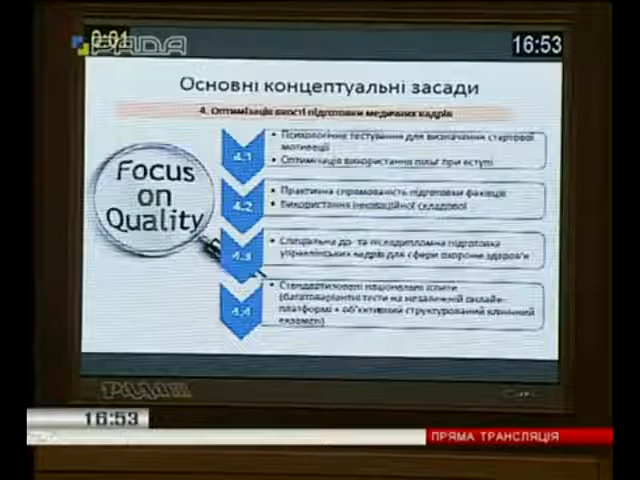 0:01
РАДА
16:53
Основні концептуальні засади
4. Оптимізація якості підготовки медичних кадрів
4.1
• Психологічне тестування для визначення стартової
мотивації
• Оптимізація використання пільг при вступі
Focus
on
Quality
4.2
• Практична спрямованість підготовки фахівців
• Використання інноваційної складової
4.3
• Спеціальна до- та післядипломна підготовка
управлінських кадрів для сфери охорони здоров'я
4.4
• Стандартизовані національні іспити
(багатоваріантні тести на незалежній онлайн-
платформі + об'єктивний структурований клінічний
екзамен)
РАДА
16:53
ПРЯМА ТРАНСЛЯЦІЯ